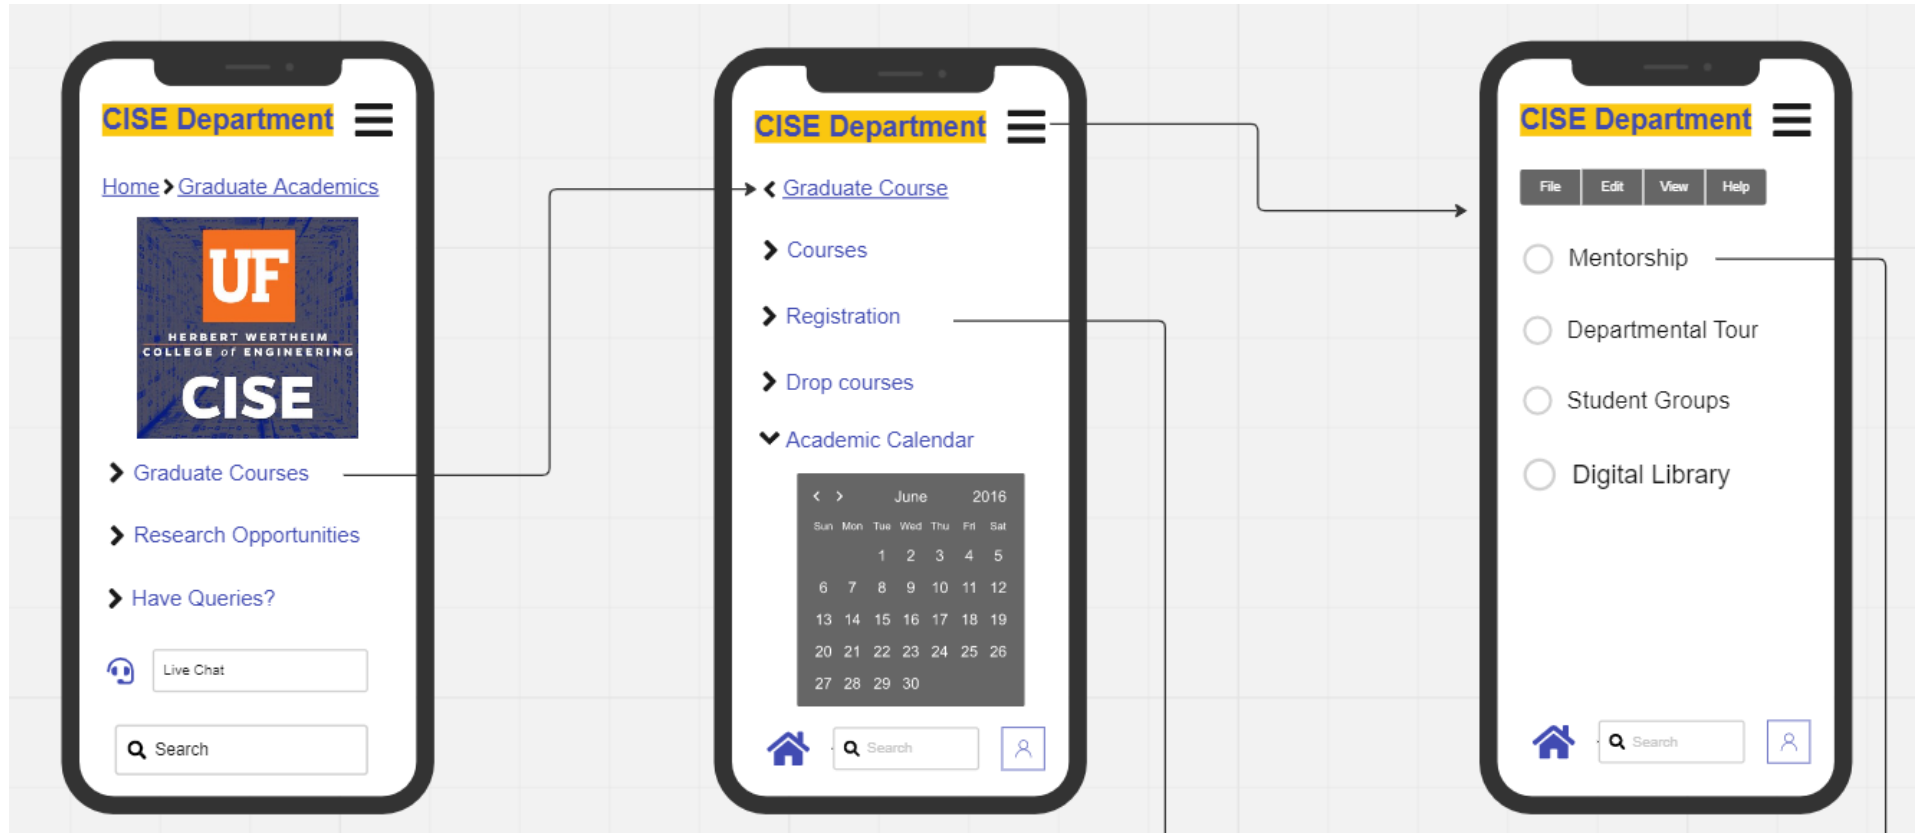 CISE Department
Home Graduate Academics
UF
HERBERT WERTHEIM
COLLEGE of ENGINEERING
CISE
Graduate Courses
Research Opportunities
Have Queries?
Live Chat
Search
CISE Department
Graduate Course
Courses
Registration
Drop courses
Academic Calendar
June 2016
Sun Mon Tue Wed Thu Fri Sat
1 2 3 4 5
6 7 8 9 10 11 12
13 14 15 16 17 18 19
20 21 22 23 24 25 26
27 28 29 30
Search
CISE Department
File Edit View Help
Mentorship
Departmental Tour
Student Groups
Digital Library
Search